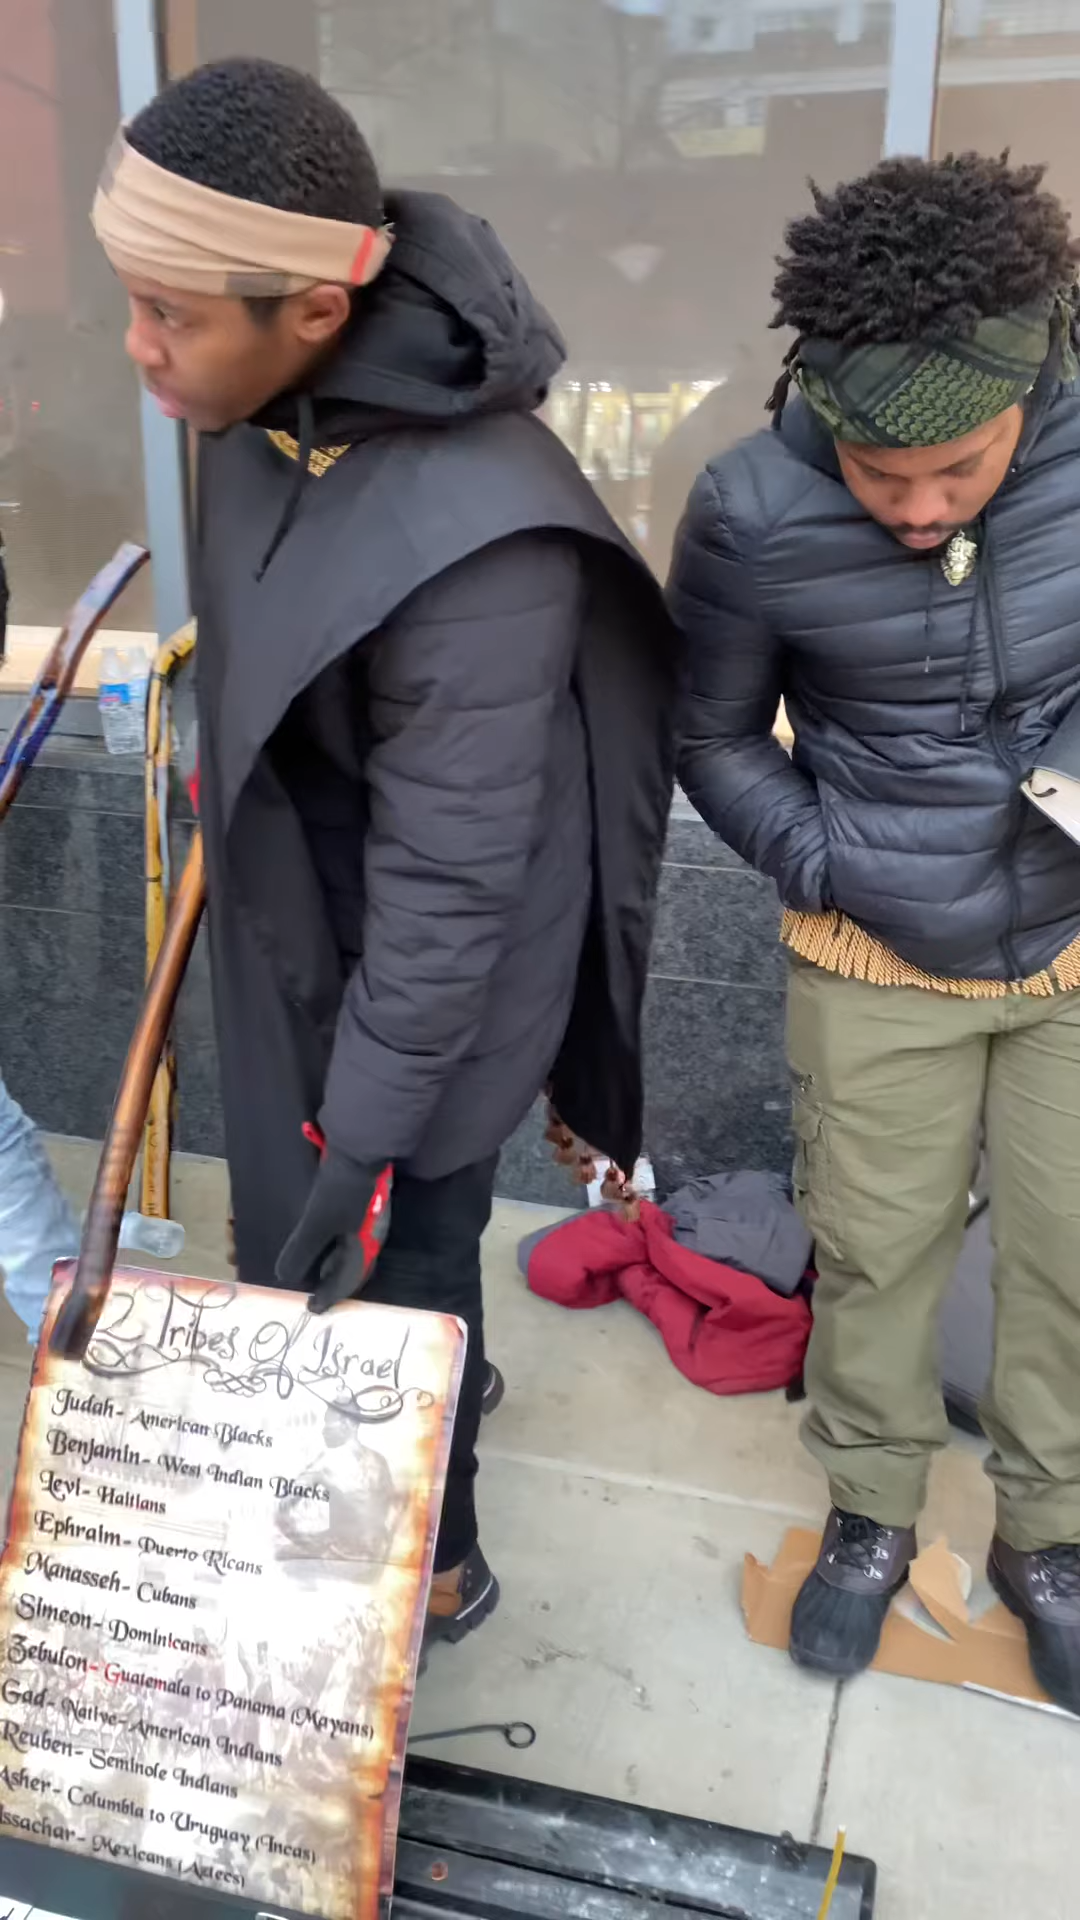 2 Tribes Of Israel
Judah- American Blacks
Benjamin- West Indian Blacks
Levi- Haitians
Ephraim- Puerto Ricans
Manasseh- Cubans
Simeon- Dominicans
Zebulon- Guatemala to Panama (Mayans)
Gad- Native-American Indians
Reuben- Seminole Indians
Asher- Columbia to Uruguay (Incas)
Issachar- Mexicans (Aztecs)